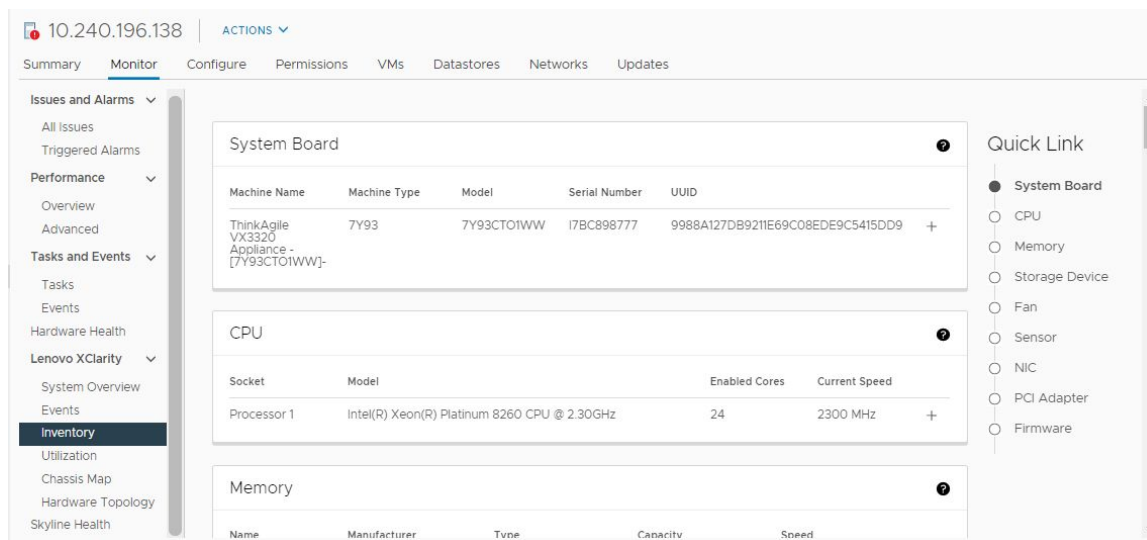 10.240.196.138
ACTIONS
Summary Monitor Configure Permissions VMs Datastores Networks Updates
Issues and Alarms
All Issues
Triggered Alarms
Performance
Overview
Advanced
Tasks and Events
Tasks
Events
Hardware Health
Lenovo XClarity
System Overview
Events
Inventory
Utilization
Chassis Map
Hardware Topology
Skyline Health
System Board
Machine Name Machine Type Model Serial Number UUID
ThinkAgile 7Y93 7Y93CTO1WW I7BC898777 9988A127DB9211E69C08EDE9C5415DD9 +
VX3320
Appliance -
[7Y93CTO1WW]-
CPU
Socket Model Enabled Cores Current Speed
Processor 1 Intel(R) Xeon(R) Platinum 8260 CPU @ 2.30GHz 24 2300 MHz +
Memory
Name Manufacturer Type Capacity Speed
Quick Link
System Board
CPU
Memory
Storage Device
Fan
Sensor
NIC
PCI Adapter
Firmware